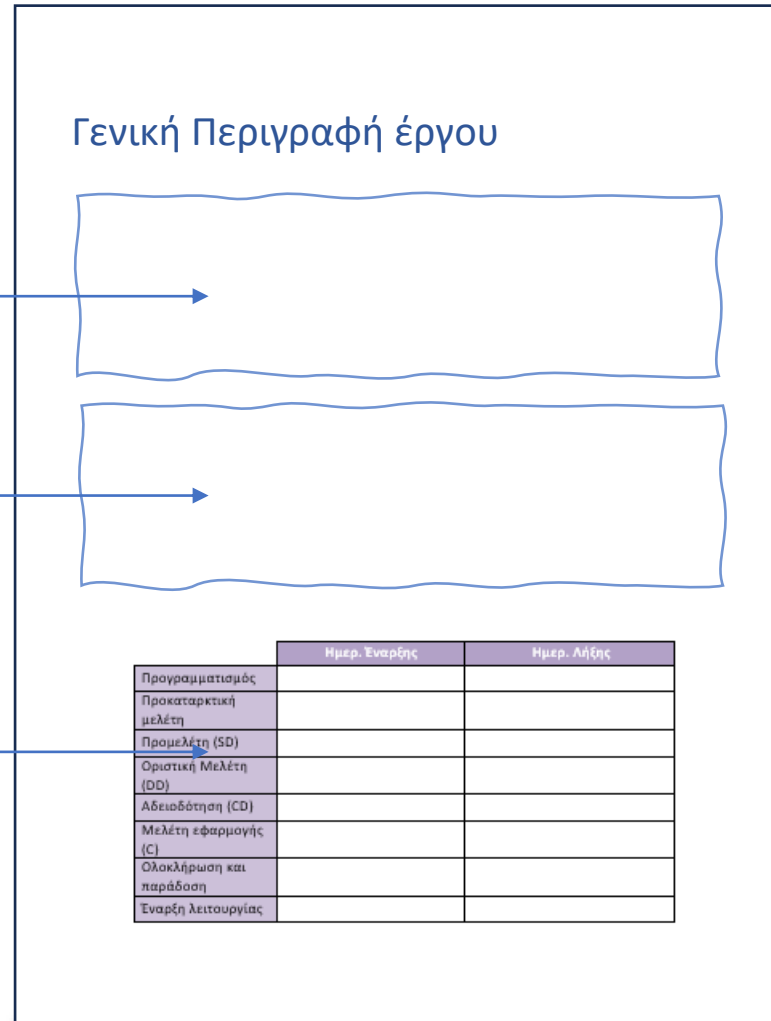 Γενική Περιγραφή έργου
Ημερ. Έναρξης Ημερ. Λήξης
Προγραμματισμός
Προκαταρκτική
μελέτη
Προμελέτη (SD)
Οριστική Μελέτη
(DD)
Αδειοδότηση (CD)
Μελέτη εφαρμογής
(C)
Ολοκλήρωση και
παράδοση
Έναρξη λειτουργίας